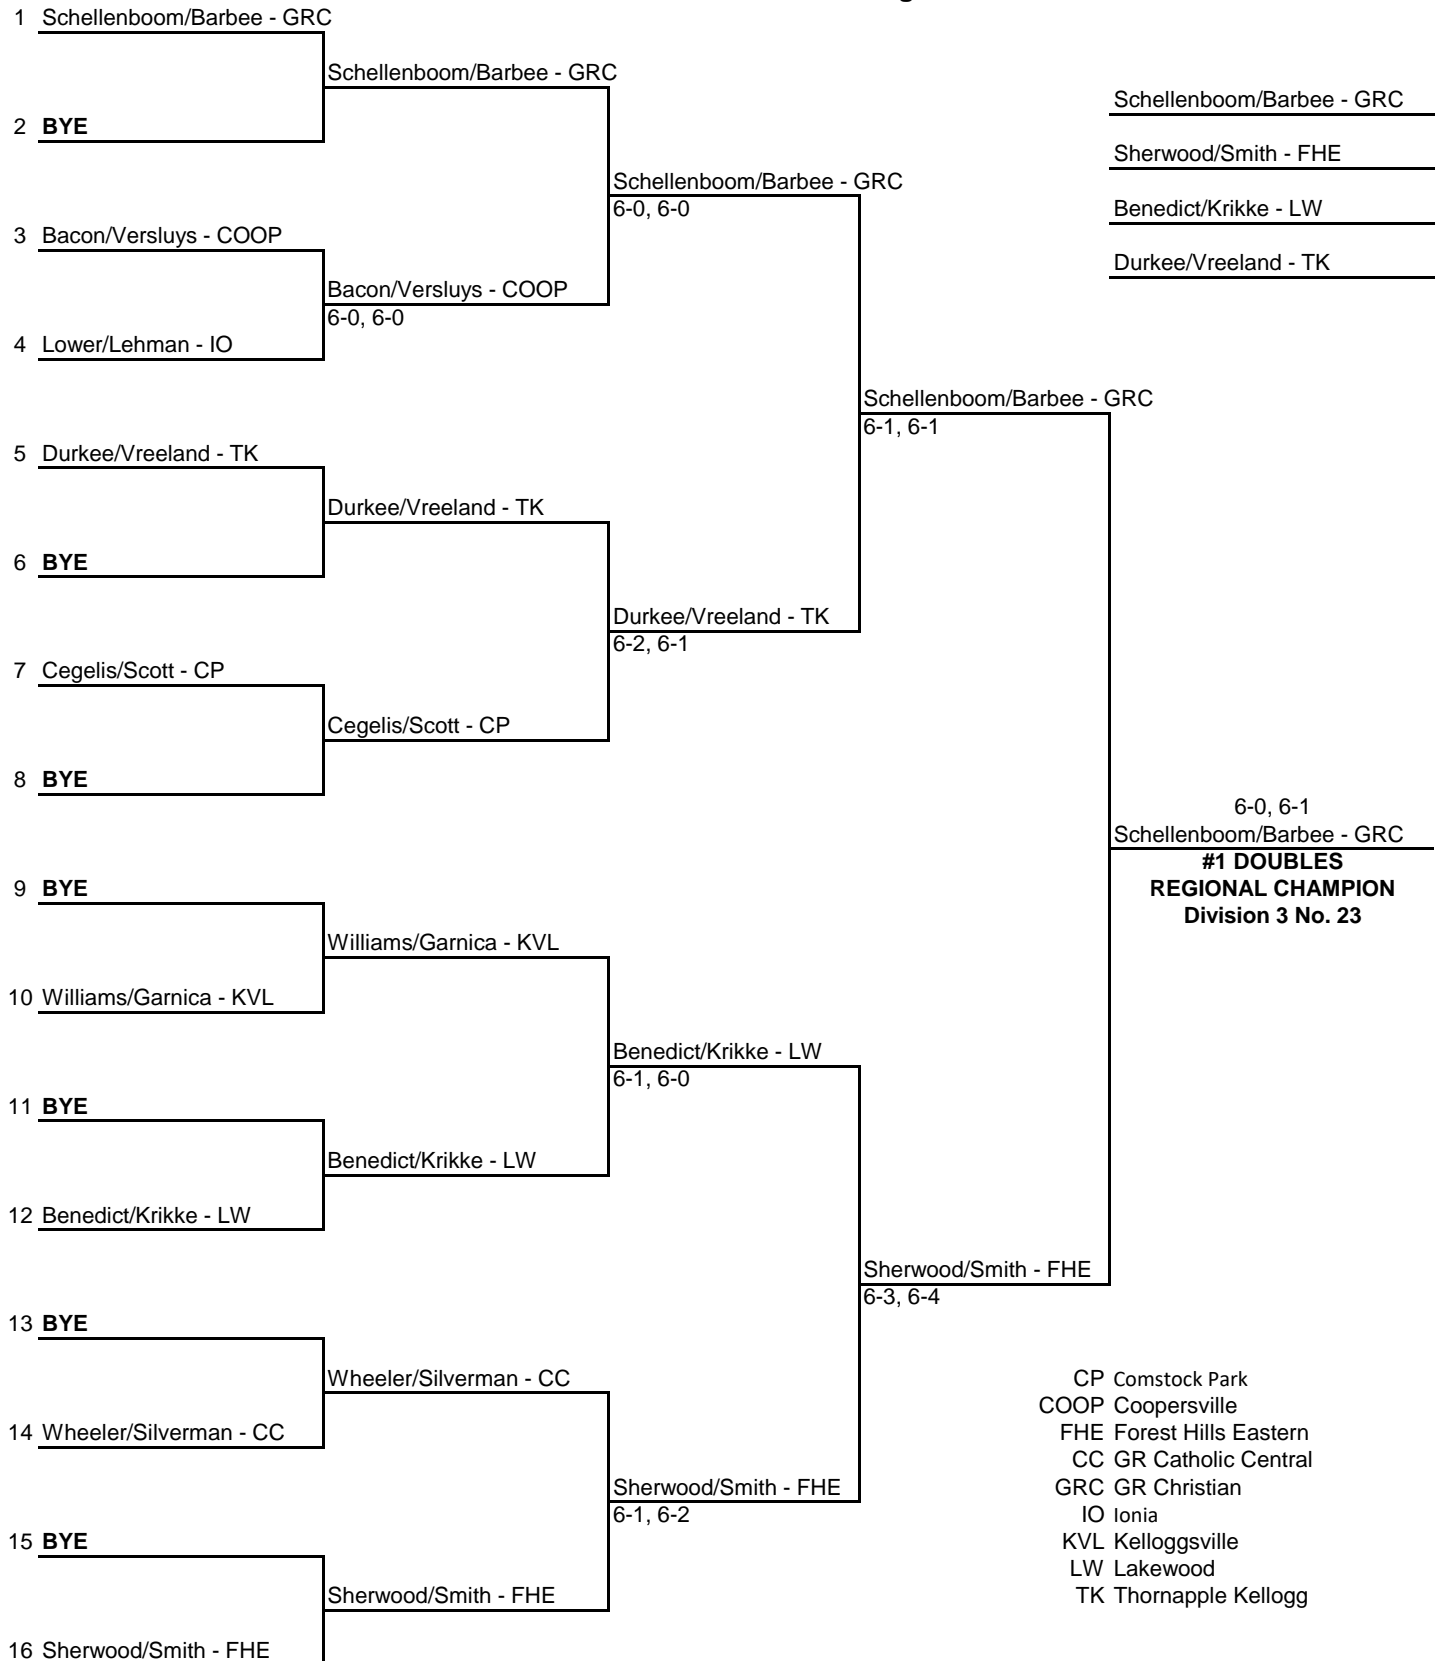 1 Schellenboom/Barbee - GRC
Schellenboom/Barbee - GRC
2 BYE
Schellenboom/Barbee - GRC
6-0, 6-0
3 Bacon/Versluys - COOP
Bacon/Versluys - COOP
6-0, 6-0
4 Lower/Lehman - IO
Schellenboom/Barbee - GRC
6-1, 6-1
5 Durkee/Vreeland - TK
Durkee/Vreeland - TK
6 BYE
Durkee/Vreeland - TK
6-2, 6-1
7 Cegelis/Scott - CP
Cegelis/Scott - CP
8 BYE
6-0, 6-1
Schellenboom/Barbee - GRC
#1 DOUBLES
REGIONAL CHAMPION
Division 3 No. 23
9 BYE
Williams/Garnica - KVL
10 Williams/Garnica - KVL
Benedict/Krikke - LW
6-1, 6-0
11 BYE
Benedict/Krikke - LW
12 Benedict/Krikke - LW
Sherwood/Smith - FHE
6-3, 6-4
13 BYE
Wheeler/Silverman - CC
14 Wheeler/Silverman - CC
Sherwood/Smith - FHE
6-1, 6-2
15 BYE
Sherwood/Smith - FHE
16 Sherwood/Smith - FHE
Schellenboom/Barbee - GRC
Sherwood/Smith - FHE
Benedict/Krikke - LW
Durkee/Vreeland - TK
CP Comstock Park
COOP Coopersville
FHE Forest Hills Eastern
CC GR Catholic Central
GRC GR Christian
IO Ionia
KVL Kelloggsville
LW Lakewood
TK Thornapple Kellogg